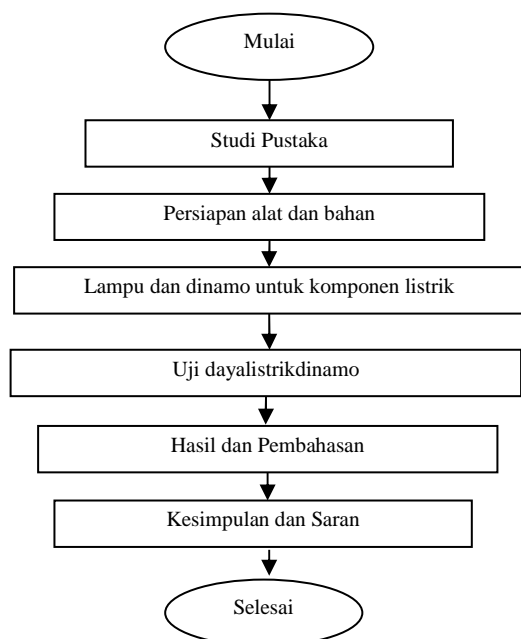 Mulai
Studi Pustaka
Persiapan alat dan bahan
Lampu dan dinamo untuk komponen listrik
Uji dayalistrikdinamo
Hasil dan Pembahasan
Kesimpulan dan Saran
Selesai